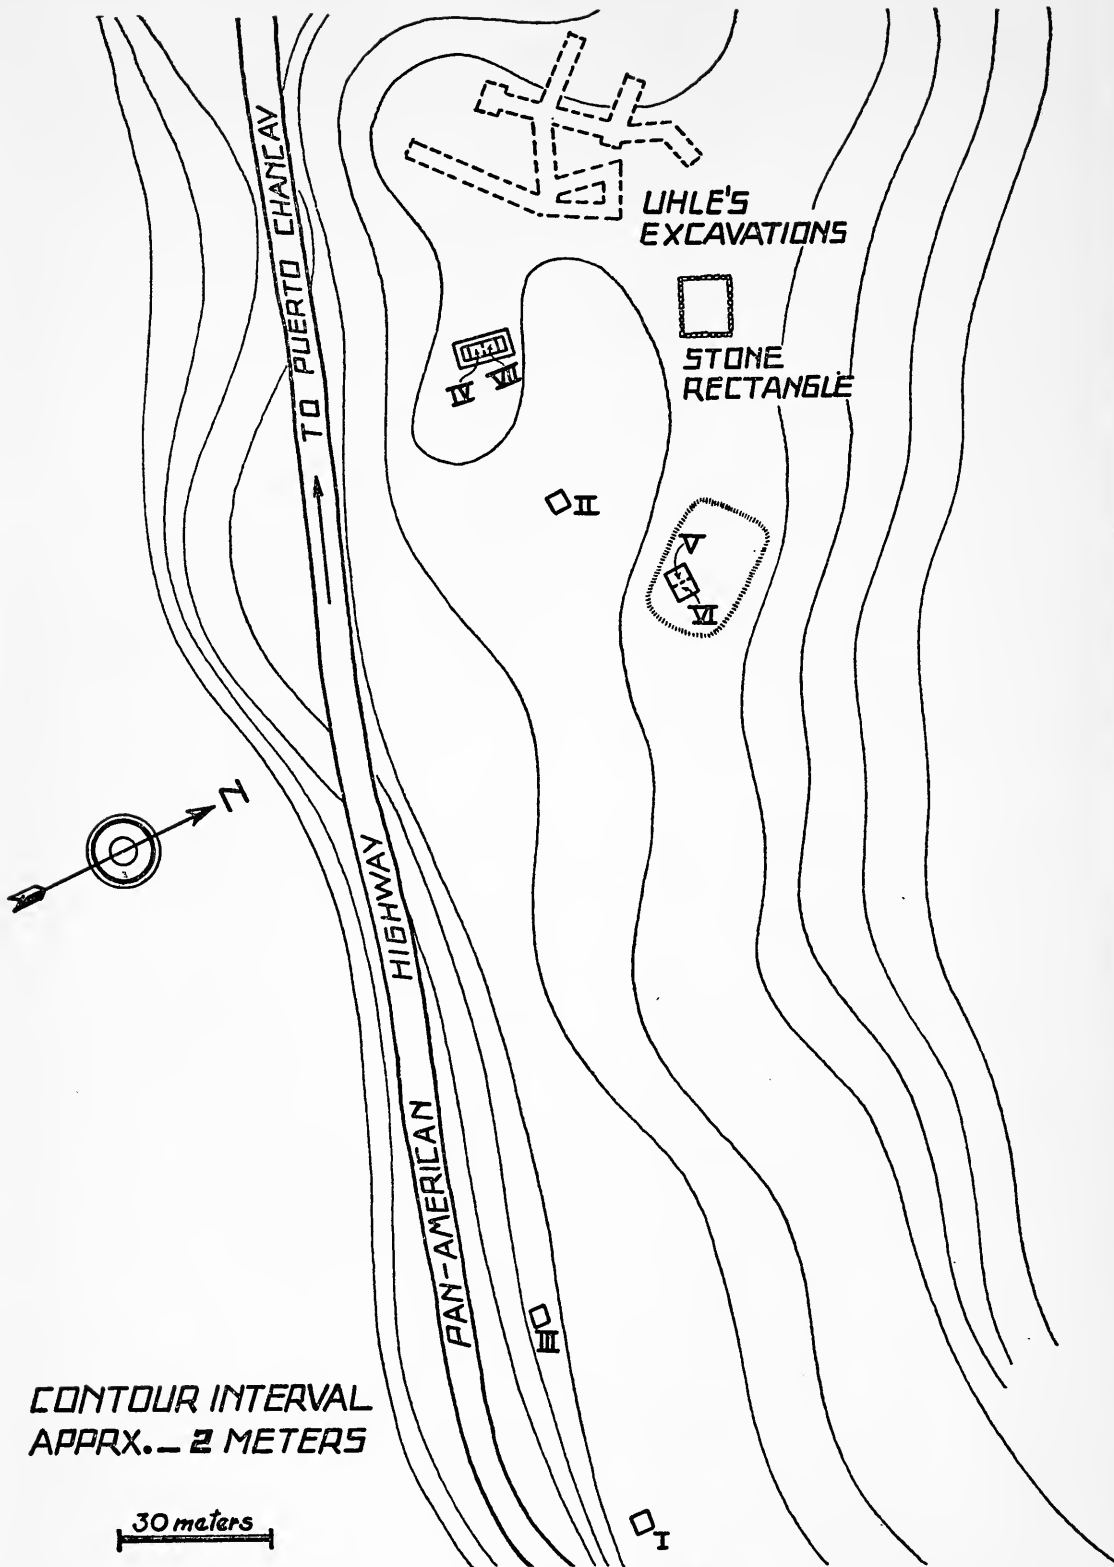 UHLE'S
EXCAVATIONS
STONE
RECTANGLE
TO PUERTO CHANCAY
IV
VII
II
V
VI
N
3
HIGHWAY
PAN-AMERICAN
III
CONTOUR INTERVAL
APPRX.— 2 METERS
30 meters
I